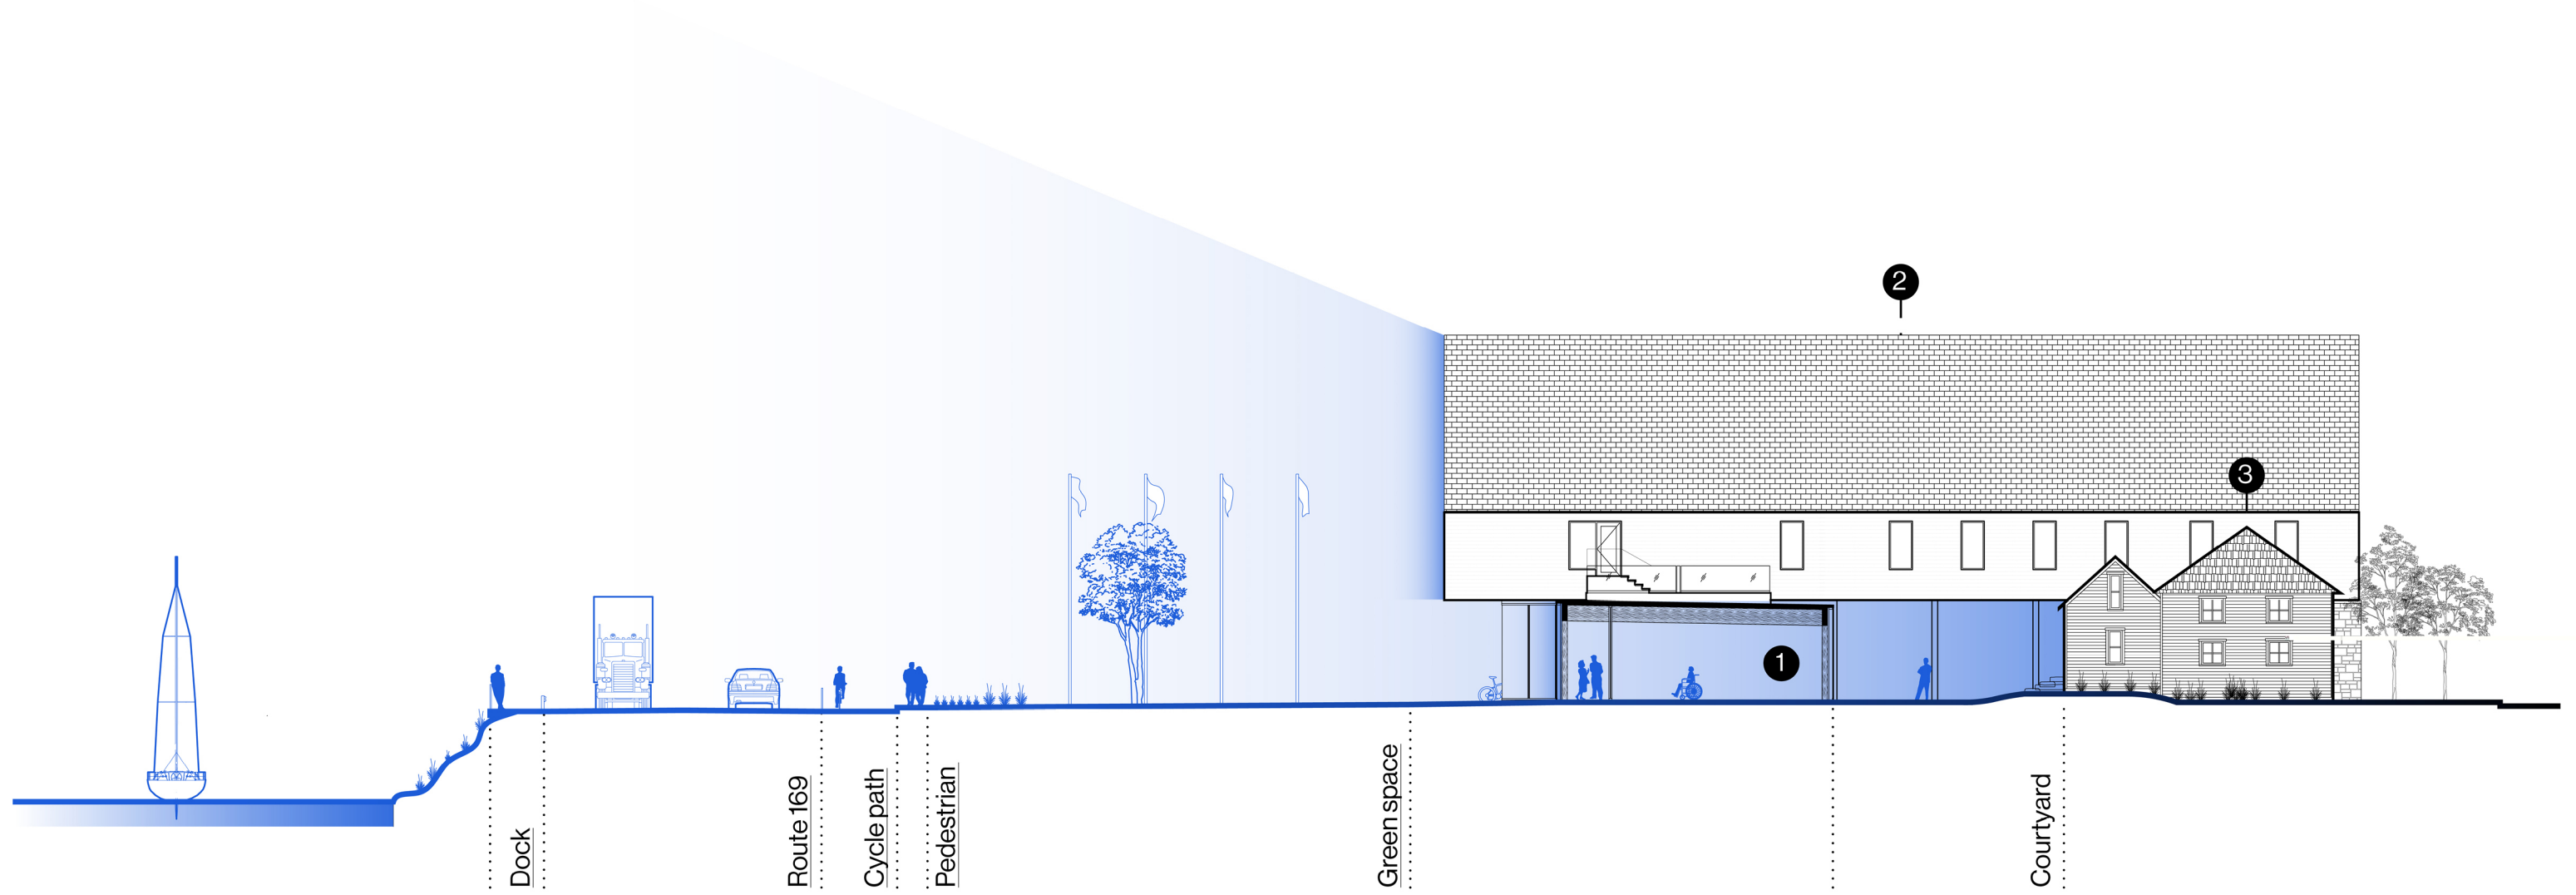 2
3
1
Dock
Route 169
Cycle path
Pedestrian
Green space
Courtyard